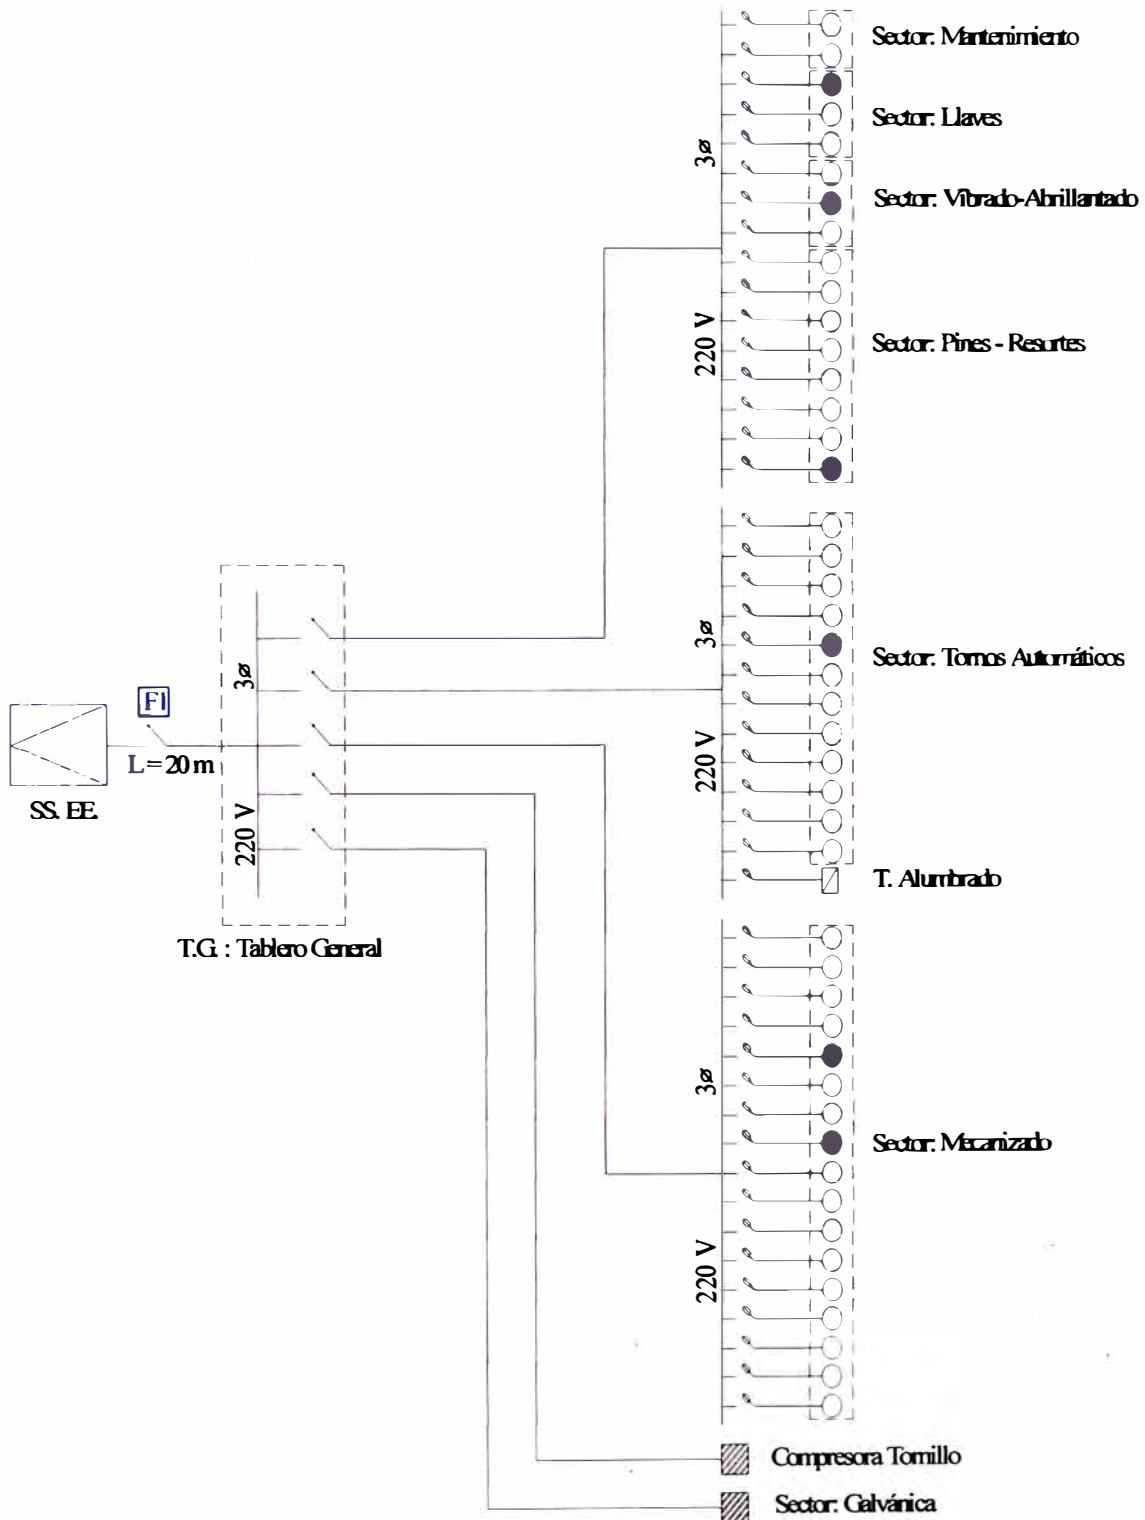 Sector: Mantenimiento
Sector: Llaves
3ø
Sector: Vibrado-Abrillantado
220 V
Sector: Pines - Resortes
3ø
Sector: Tornos Automáticos
220 V
T. Alumbrado
3ø
FI
L=20 m
SS. EE.
220 V
T.G. : Tablero General
3ø
Sector: Mecanizado
220 V
Compresora Tornillo
Sector: Galvánica